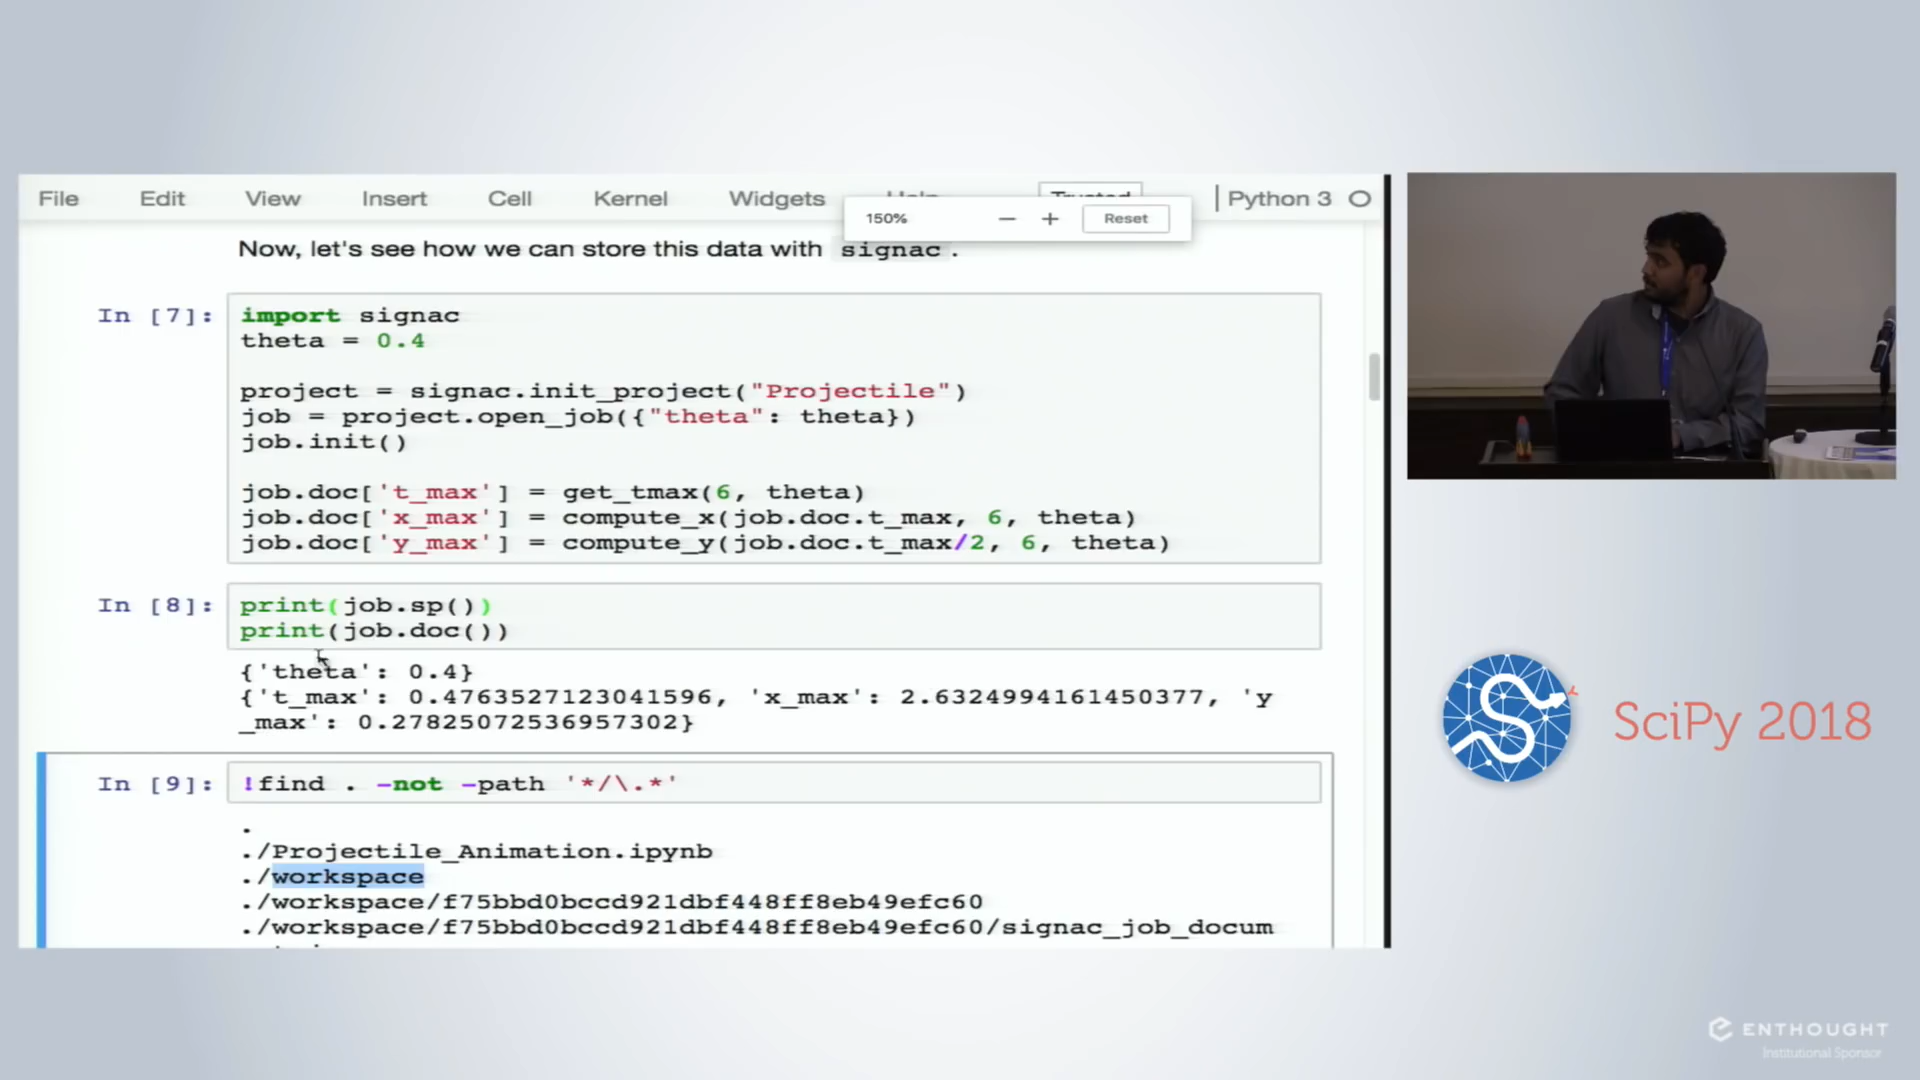 File Edit View Insert Cell Kernel Widgets Help Trusted Python 3
150% Reset
Now, let's see how we can store this data with signac.
In [7]:
import signac
theta = 0.4
project = signac.init_project("Projectile")
job = project.open_job({"theta": theta})
job.init()
job.doc['t_max'] = get_tmax(6, theta)
job.doc['x_max'] = compute_x(job.doc.t_max, 6, theta)
job.doc['y_max'] = compute_y(job.doc.t_max/2, 6, theta)
In [8]:
print(job.sp())
print(job.doc())
{'theta': 0.4}
{'t_max': 0.4763527123041596, 'x_max': 2.6324994161450377, 'y
_max': 0.27825072536957302}
In [9]: !find . -not -path '*/\.*'
.
./Projectile_Animation.ipynb
./workspace
./workspace/f75bbd0bccd921dbf448ff8eb49efc60
./workspace/f75bbd0bccd921dbf448ff8eb49efc60/signac_job_docum
SciPy 2018
ENTHOUGHT
Institutional Sponsor